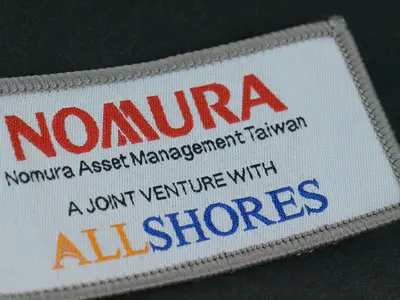 NOMURA
Nomura Asset Management Taiwan
A JOINT VENTURE WITH
ALLSHORES